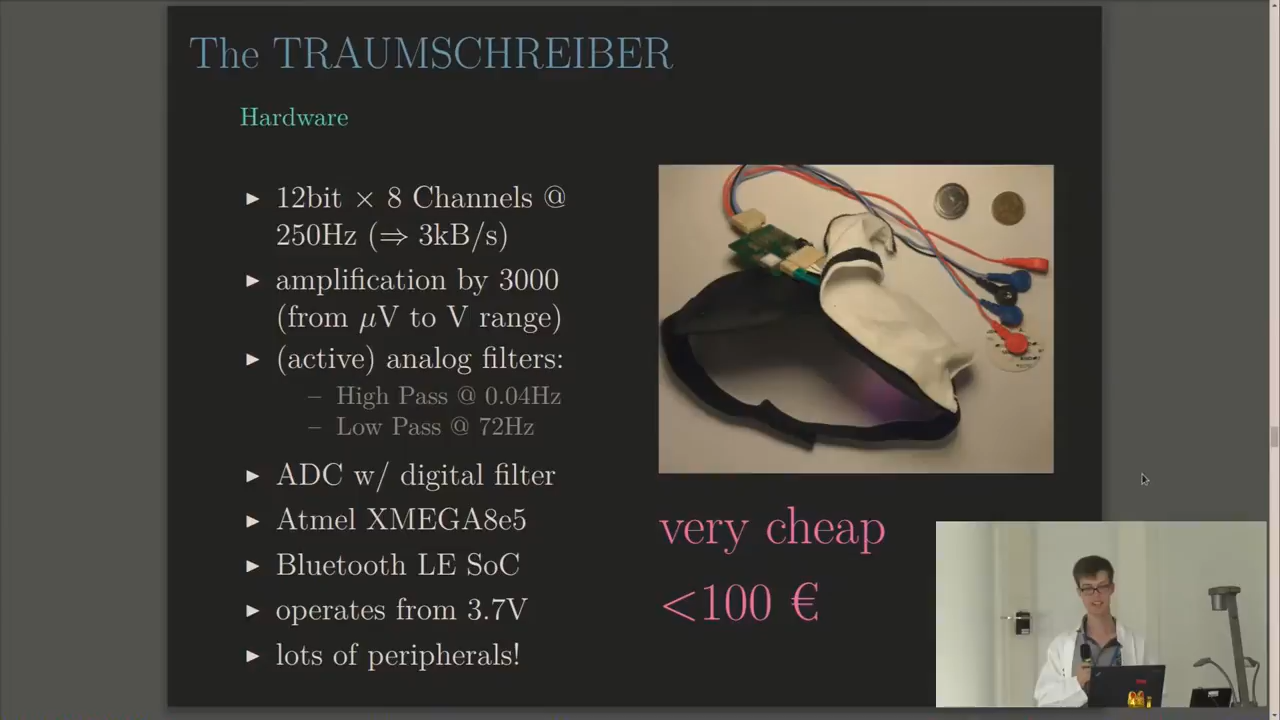 The TRAUMSCHREIBER
Hardware
▶ 12bit × 8 Channels @
250Hz (⇒ 3kB/s)
▶ amplification by 3000
(from μV to V range)
▶ (active) analog filters:
– High Pass @ 0.04Hz
– Low Pass @ 72Hz
▶ ADC w/ digital filter
▶ Atmel XMEGA8e5
▶ Bluetooth LE SoC
▶ operates from 3.7V
▶ lots of peripherals!
very cheap
<100 €